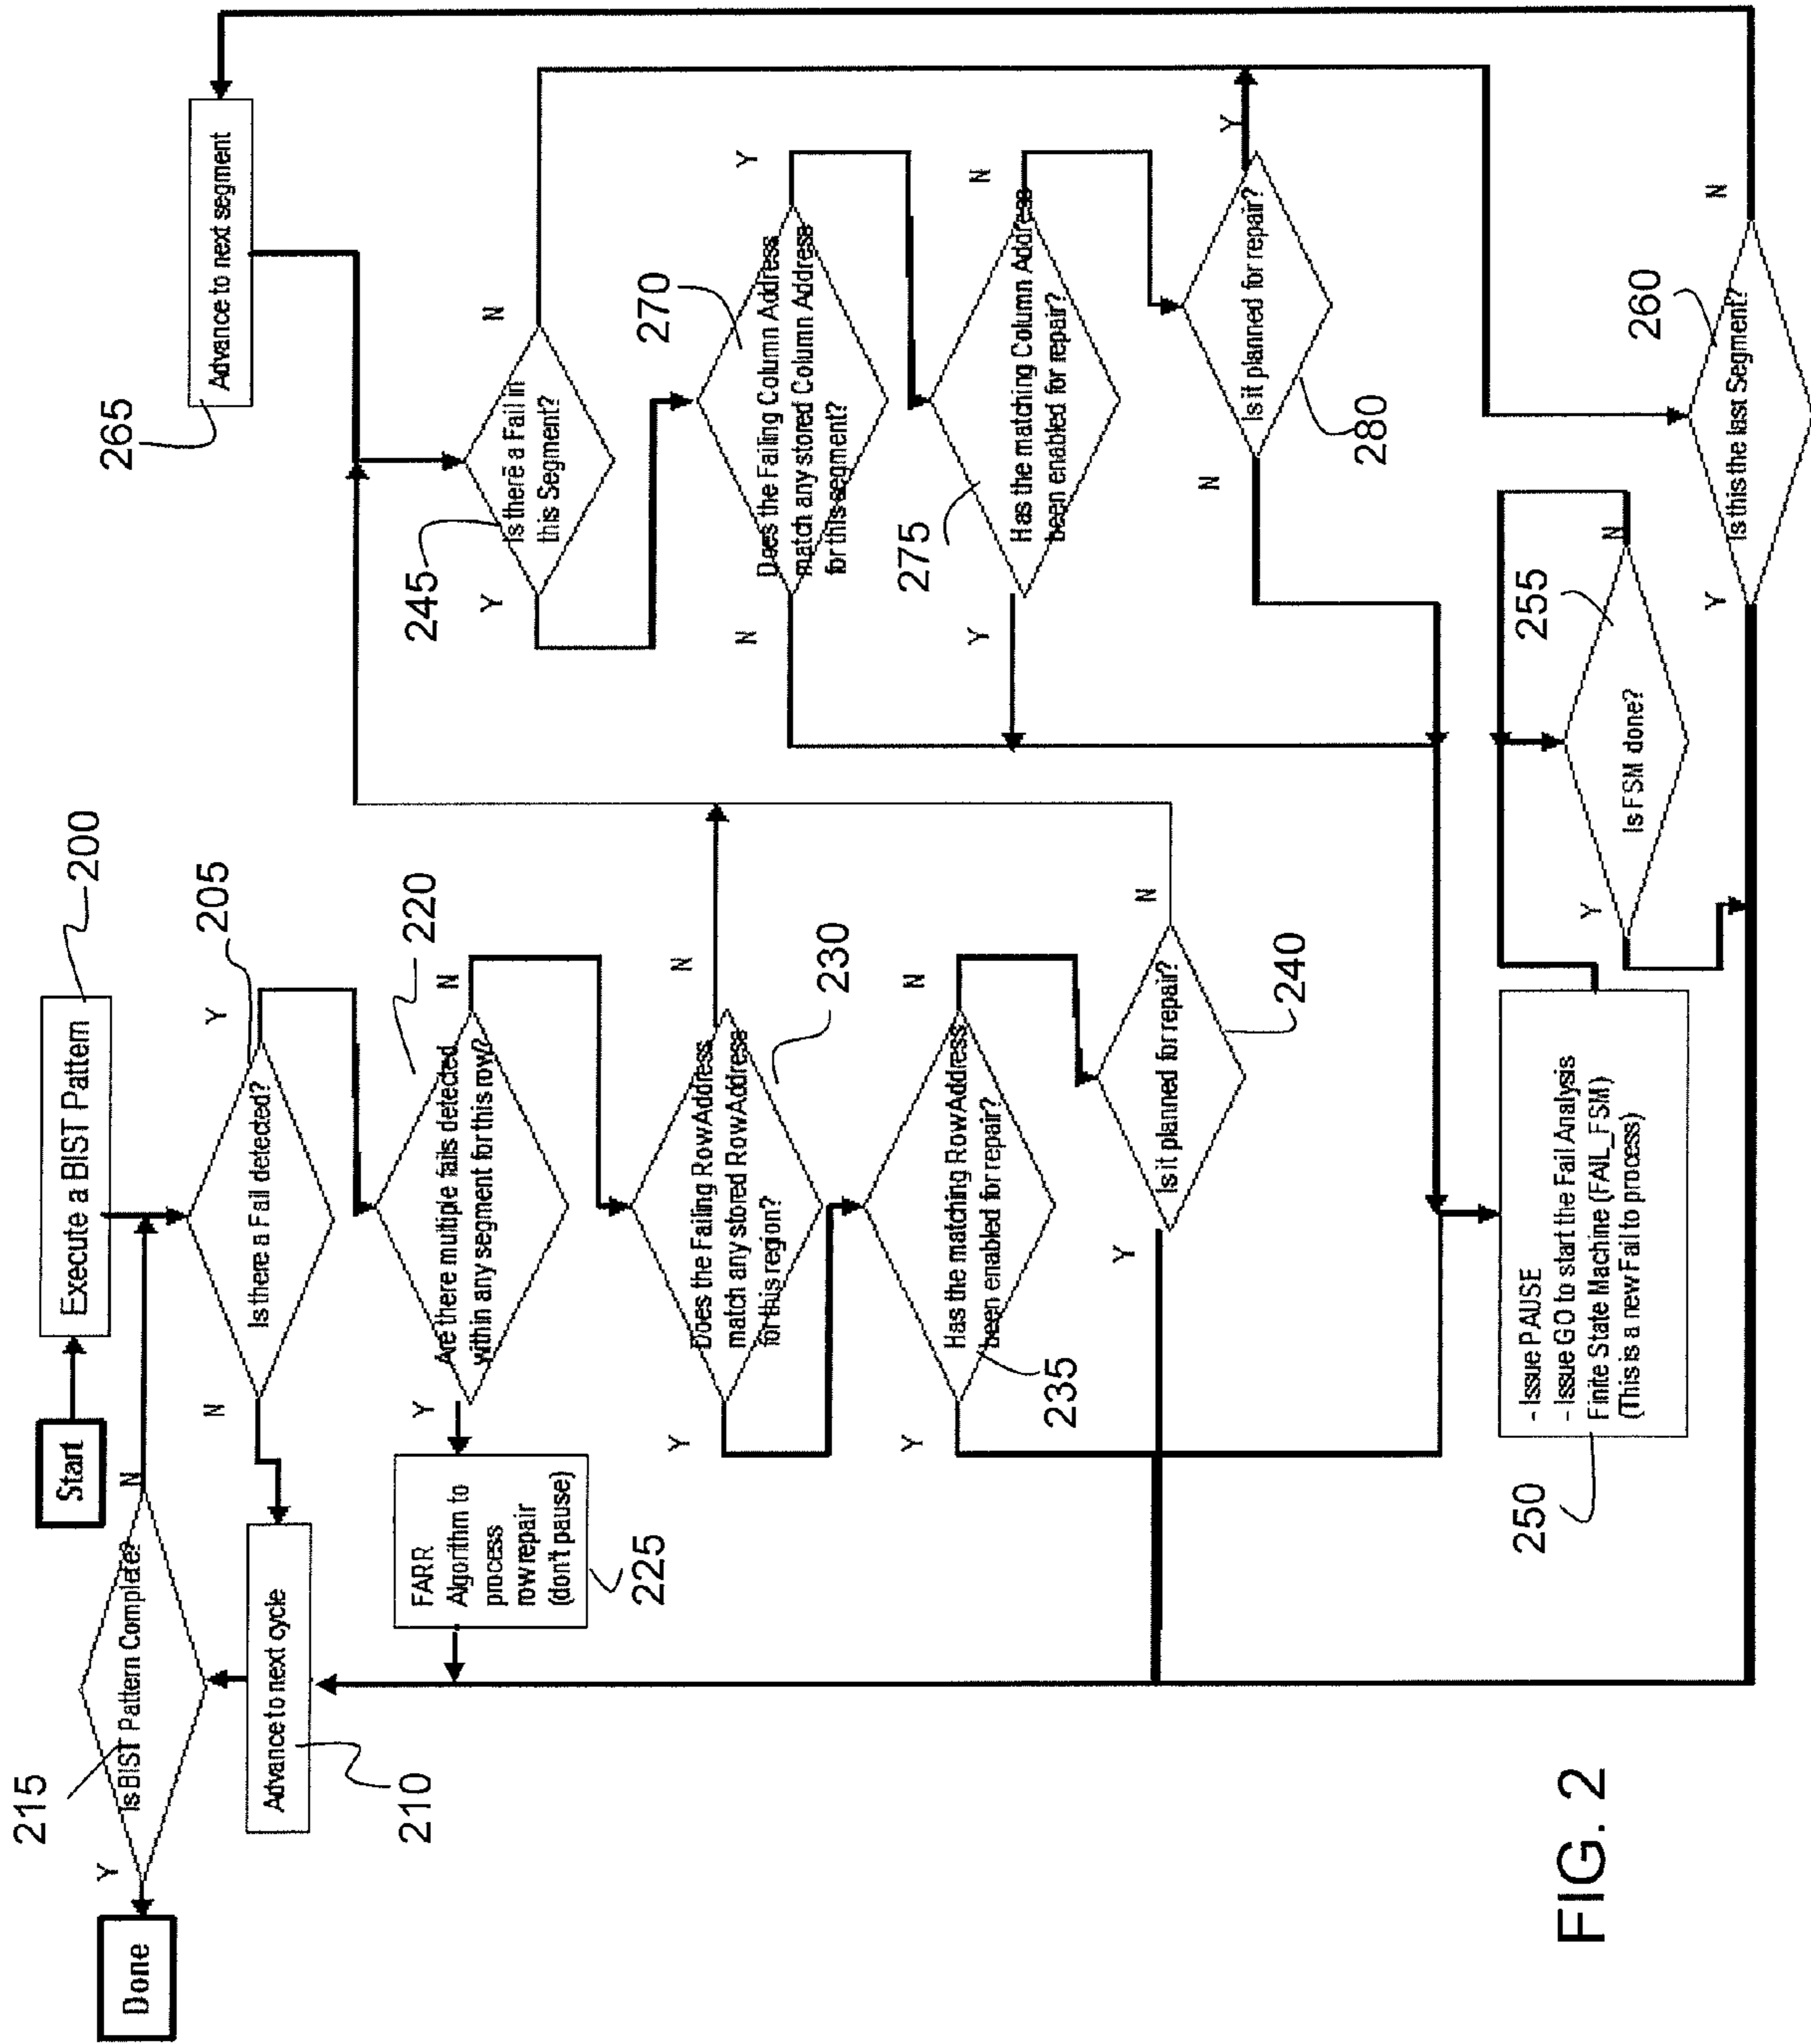 Start
Execute a BIST Pattern
200
Is there a Fail detected?
205
Y
N
Advance to next cycle
210
Is BIST Pattern Complete?
215
N
Y
Done
Are there multiple fails detected
within any segment for this row?
220
Y
N
FARR
Algorithm to
process
row repair
(don't pause)
225
Does the Failing Row Address
match any stored Row Address
for this region?
230
Y
N
Has the matching Row Address
been enabled for repair?
235
Y
N
Is it planned for repair?
240
Y
N
Advance to next segment
265
Is there a Fail in
this Segment?
245
Y
N
Does the Failing Column Address
match any stored Column Address
for this segment?
270
N
Y
Has the matching Column Address
been enabled for repair?
275
Y
N
Is it planned for repair?
280
N
Y
- Issue PAUSE
- Issue GO to start the Fail Analysis
Finite State Machine (FAIL_FSM)
(This is a new Fail to process)
250
Is FSM done?
255
Y
N
Is this the last Segment?
260
Y
N
FIG. 2